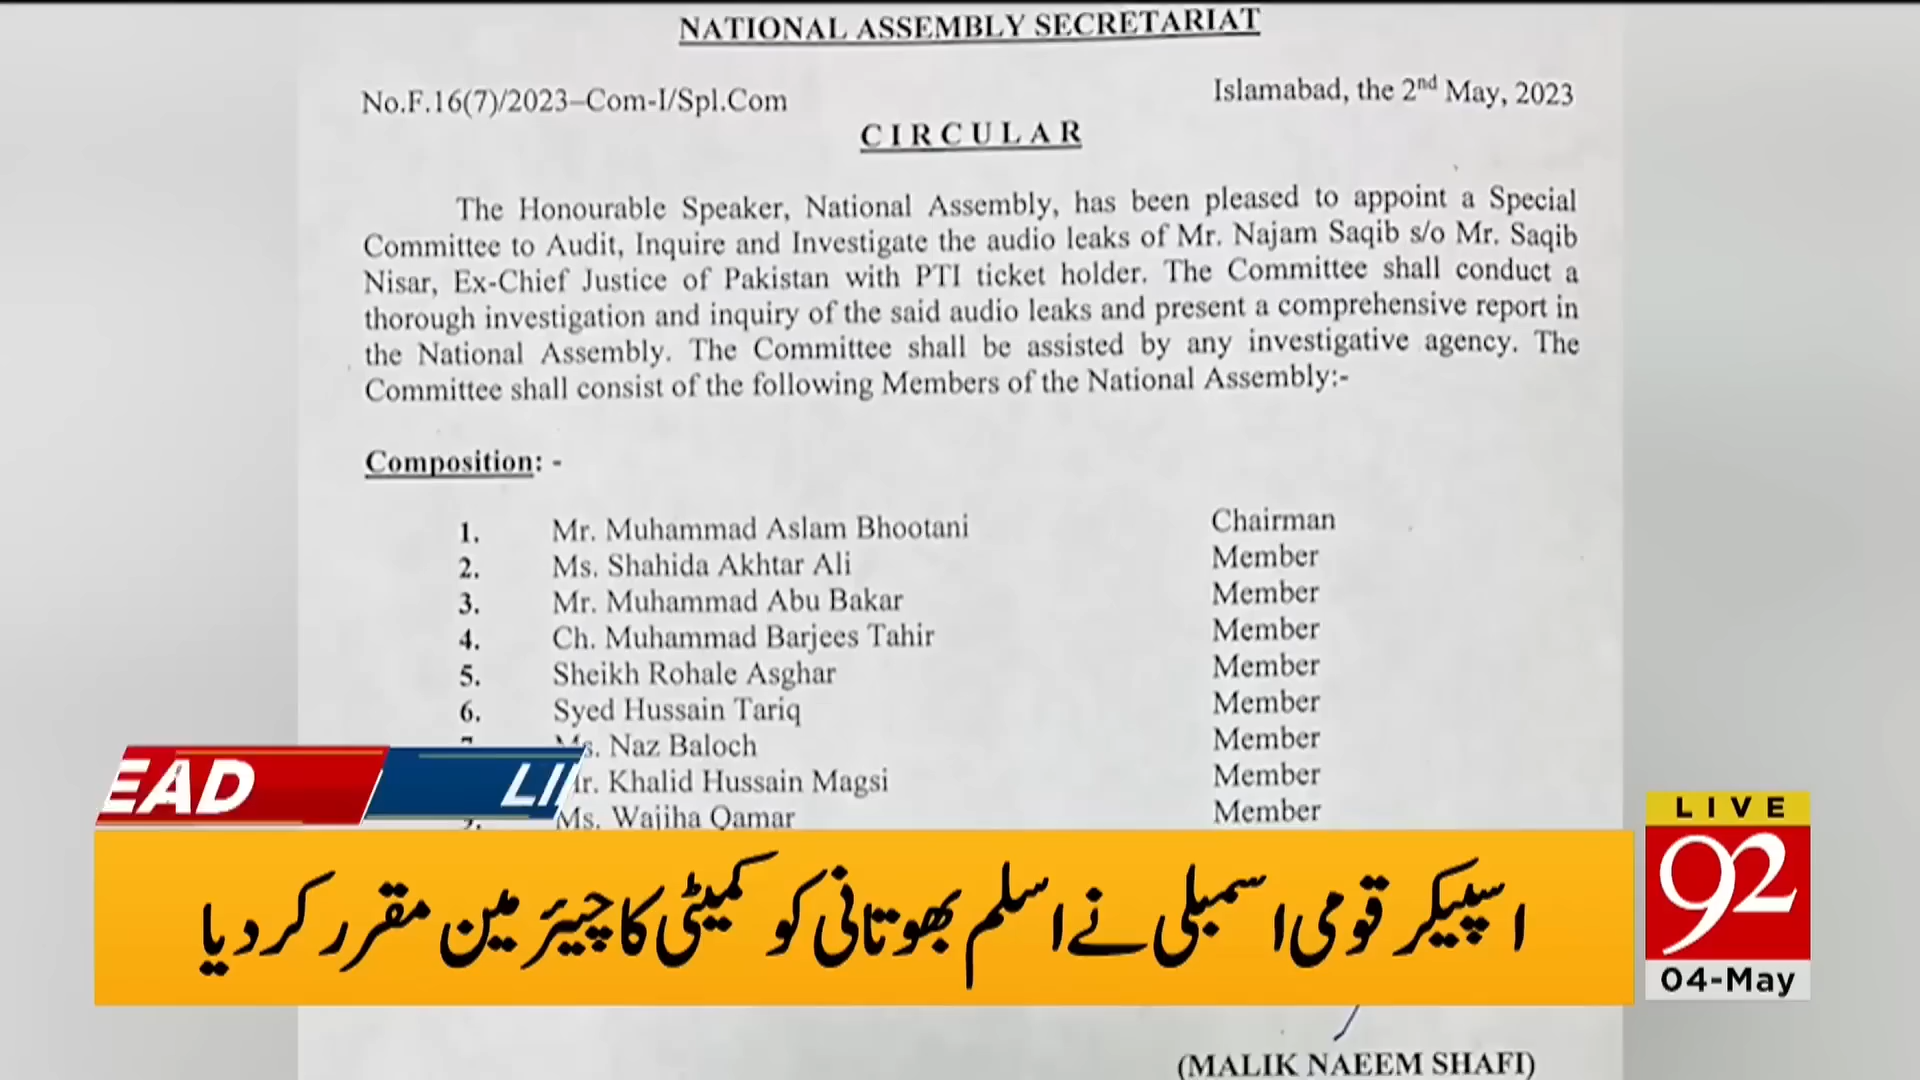 NATIONAL ASSEMBLY SECRETARIAT
No.F.16(7)/2023–Com-I/Spl.Com
Islamabad, the 2nd May, 2023
CIRCULAR
The Honourable Speaker, National Assembly, has been pleased to appoint a Special
Committee to Audit, Inquire and Investigate the audio leaks of Mr. Najam Saqib s/o Mr. Saqib
Nisar, Ex-Chief Justice of Pakistan with PTI ticket holder. The Committee shall conduct a
thorough investigation and inquiry of the said audio leaks and present a comprehensive report in
the National Assembly. The Committee shall be assisted by any investigative agency. The
Committee shall consist of the following Members of the National Assembly:-
Composition: -
1. Mr. Muhammad Aslam Bhootani Chairman
2. Ms. Shahida Akhtar Ali Member
3. Mr. Muhammad Abu Bakar Member
4. Ch. Muhammad Barjees Tahir Member
5. Sheikh Rohale Asghar Member
6. Syed Hussain Tariq Member
Ms. Naz Baloch Member
Mr. Khalid Hussain Magsi Member
Ms. Wajiha Qamar Member
EAD LI
اسپیکر قومی اسمبلی نے اسلم بھوتانی کو کمیٹی کا چیئر مین مقرر کر دیا
LIVE
92
04-May
(MALIK NAEEM SHAFI)